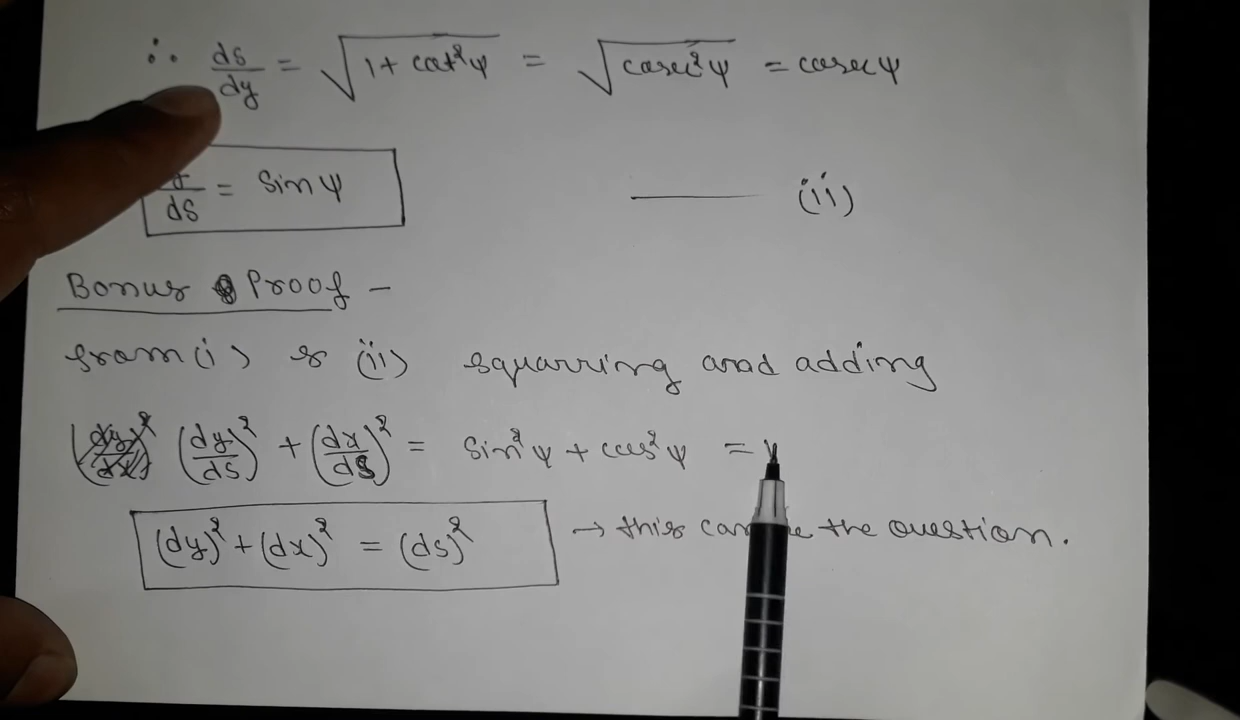 ∴ ds/dy = √(1 + cot²ψ) = √(cosec²ψ) = cosecψ
/ds = Sinψ ——— (ii)
Bonus Proof –
from (i) & (ii) squarring and adding
(dy/ds)² + (dx/ds)² = Sin²ψ + cos²ψ =
(dy)² + (dx)² = (ds)² → this can the question.